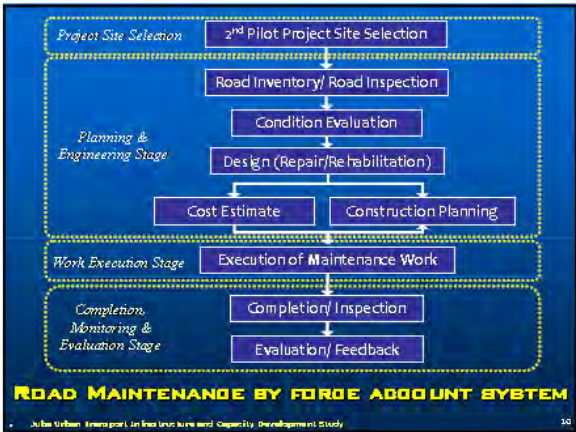 Project Site Selection
2nd Pilot Project Site Selection
Road Inventory/ Road Inspection
Condition Evaluation
Planning &
Engineering Stage
Design (Repair/Rehabilitation)
Cost Estimate
Construction Planning
Work Execution Stage
Execution of Maintenance Work
Completion,
Monitoring &
Evaluation Stage
Completion/ Inspection
Evaluation/ Feedback
ROAD MAINTENANCE BY FORCE ACCOUNT SYSTEM
Juba Urban Transport Infrastructure and Capacity Development Study
10